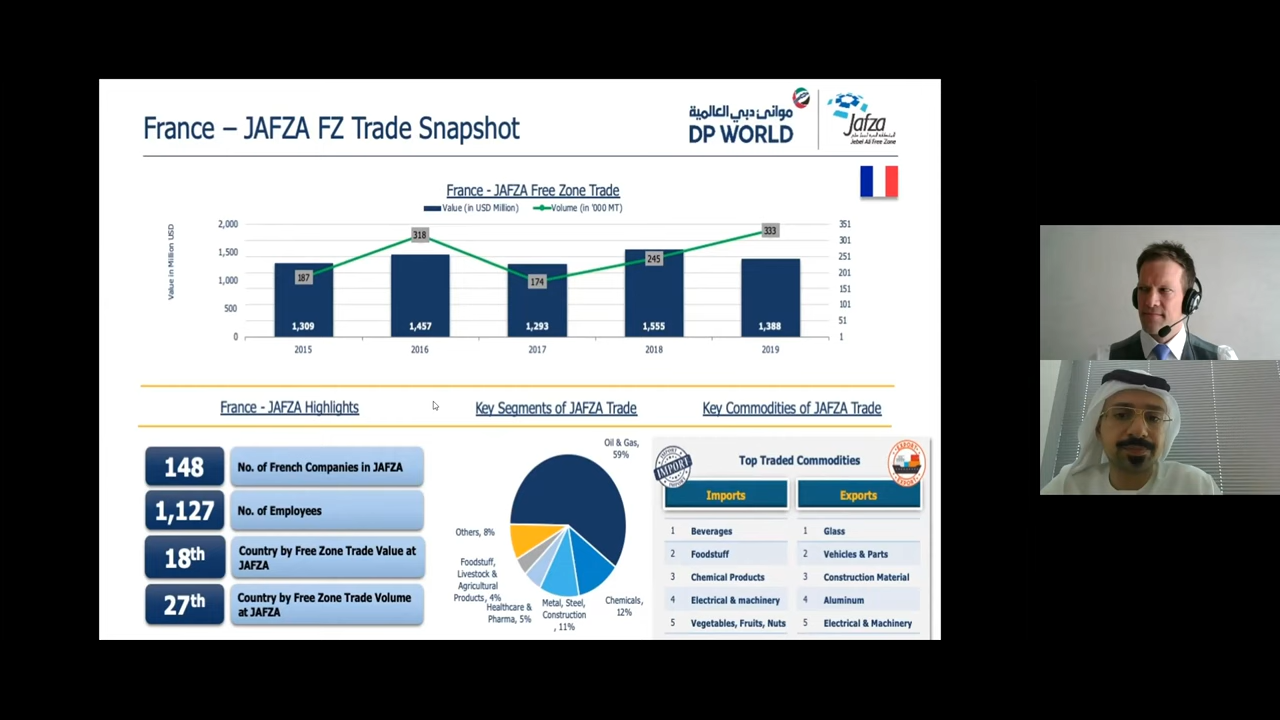 France – JAFZA FZ Trade Snapshot
موانئ دبي العالمية
DP WORLD
Jafza
Jebel Ali Free Zone
France - JAFZA Free Zone Trade
Value (in USD Million)
Volume (in '000 MT)
Value in Million USD
2,000
1,500
1,000
500
0
351
301
251
201
151
101
51
1
187
318
174
245
333
1,309
1,457
1,293
1,555
1,388
2015
2016
2017
2018
2019
France - JAFZA Highlights
148
No. of French Companies in JAFZA
1,127
No. of Employees
18th
Country by Free Zone Trade Value at
JAFZA
27th
Country by Free Zone Trade Volume
at JAFZA
Key Segments of JAFZA Trade
Oil & Gas,
59%
Others, 8%
Foodstuff,
Livestock &
Agricultural
Products, 4%
Healthcare &
Pharma, 5%
Metal, Steel,
Construction
, 11%
Chemicals,
12%
Key Commodities of JAFZA Trade
IMPORT
Top Traded Commodities
EXPORT
Imports
Exports
1 Beverages
1 Glass
2 Foodstuff
2 Vehicles & Parts
3 Chemical Products
3 Construction Material
4 Electrical & machinery
4 Aluminum
5 Vegetables, Fruits, Nuts
5 Electrical & Machinery